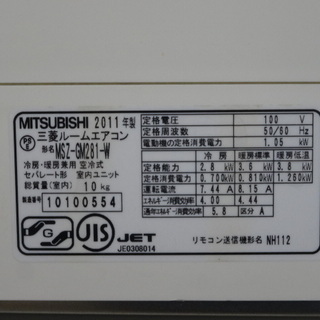 MITSUBISHI 2011年製
三菱ルームエアコン
形名 MSZ-GM281-W
冷房・暖房兼用 空冷式
セパレート形 室内ユニット
総質量(室内) 10kg
製造番号 10100554
定格電圧 100 V
定格周波数 50/60 Hz
電動機の定格消費電力 1.05 kW
冷房 暖房標準 暖房低温
定格能力 2.8 kW 3.6 kW 3.8 kW
定格消費電力 0.700kW 0.810kW 1.260kW
運転電流 7.44 A 8.15 A
エネルギー消費効率 4.00 4.44
通年エネルギー消費効率 5.8 区分 A
G JIS JET
JE0308014
リモコン送信機形名 NH112